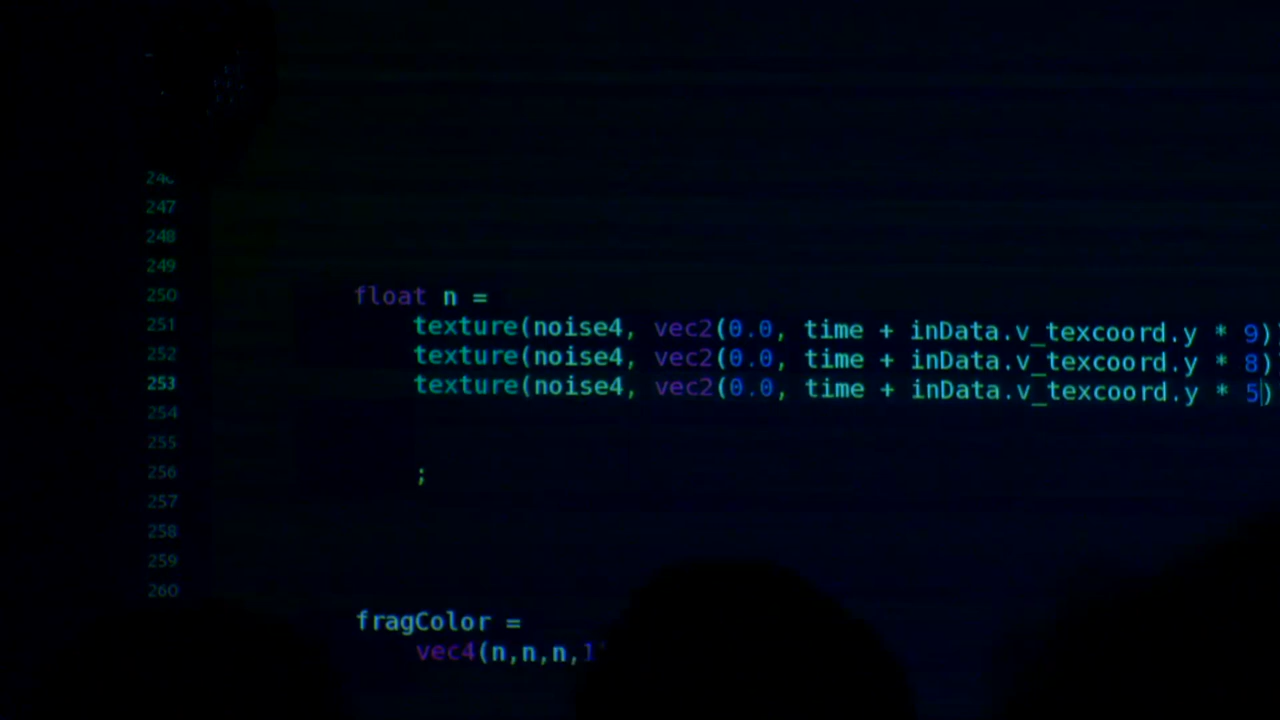 246
247
248
249
250 float n =
251 texture(noise4, vec2(0.0, time + inData.v_texcoord.y * 9)
252 texture(noise4, vec2(0.0, time + inData.v_texcoord.y * 8)
253 texture(noise4, vec2(0.0, time + inData.v_texcoord.y * 5)
254
255
256 ;
257
258
259
260
fragColor =
vec4(n,n,n,1